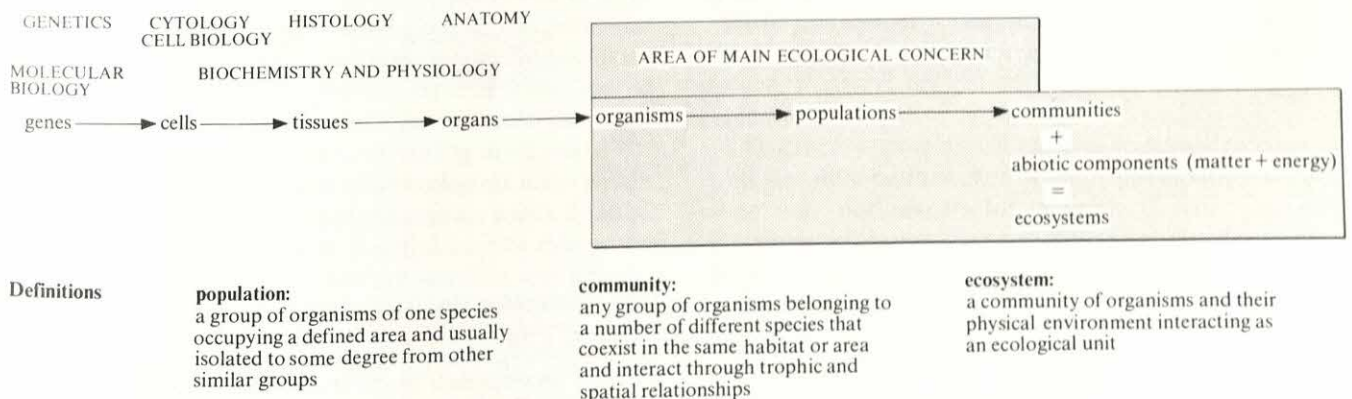 GENETICS CYTOLOGY HISTOLOGY ANATOMY
CELL BIOLOGY
AREA OF MAIN ECOLOGICAL CONCERN
MOLECULAR BIOCHEMISTRY AND PHYSIOLOGY
BIOLOGY
genes cells tissues organs organisms populations communities
+
abiotic components (matter + energy)
=
ecosystems
Definitions
population:
a group of organisms of one species
occupying a defined area and usually
isolated to some degree from other
similar groups
community:
any group of organisms belonging to
a number of different species that
coexist in the same habitat or area
and interact through trophic and
spatial relationships
ecosystem:
a community of organisms and their
physical environment interacting as
an ecological unit